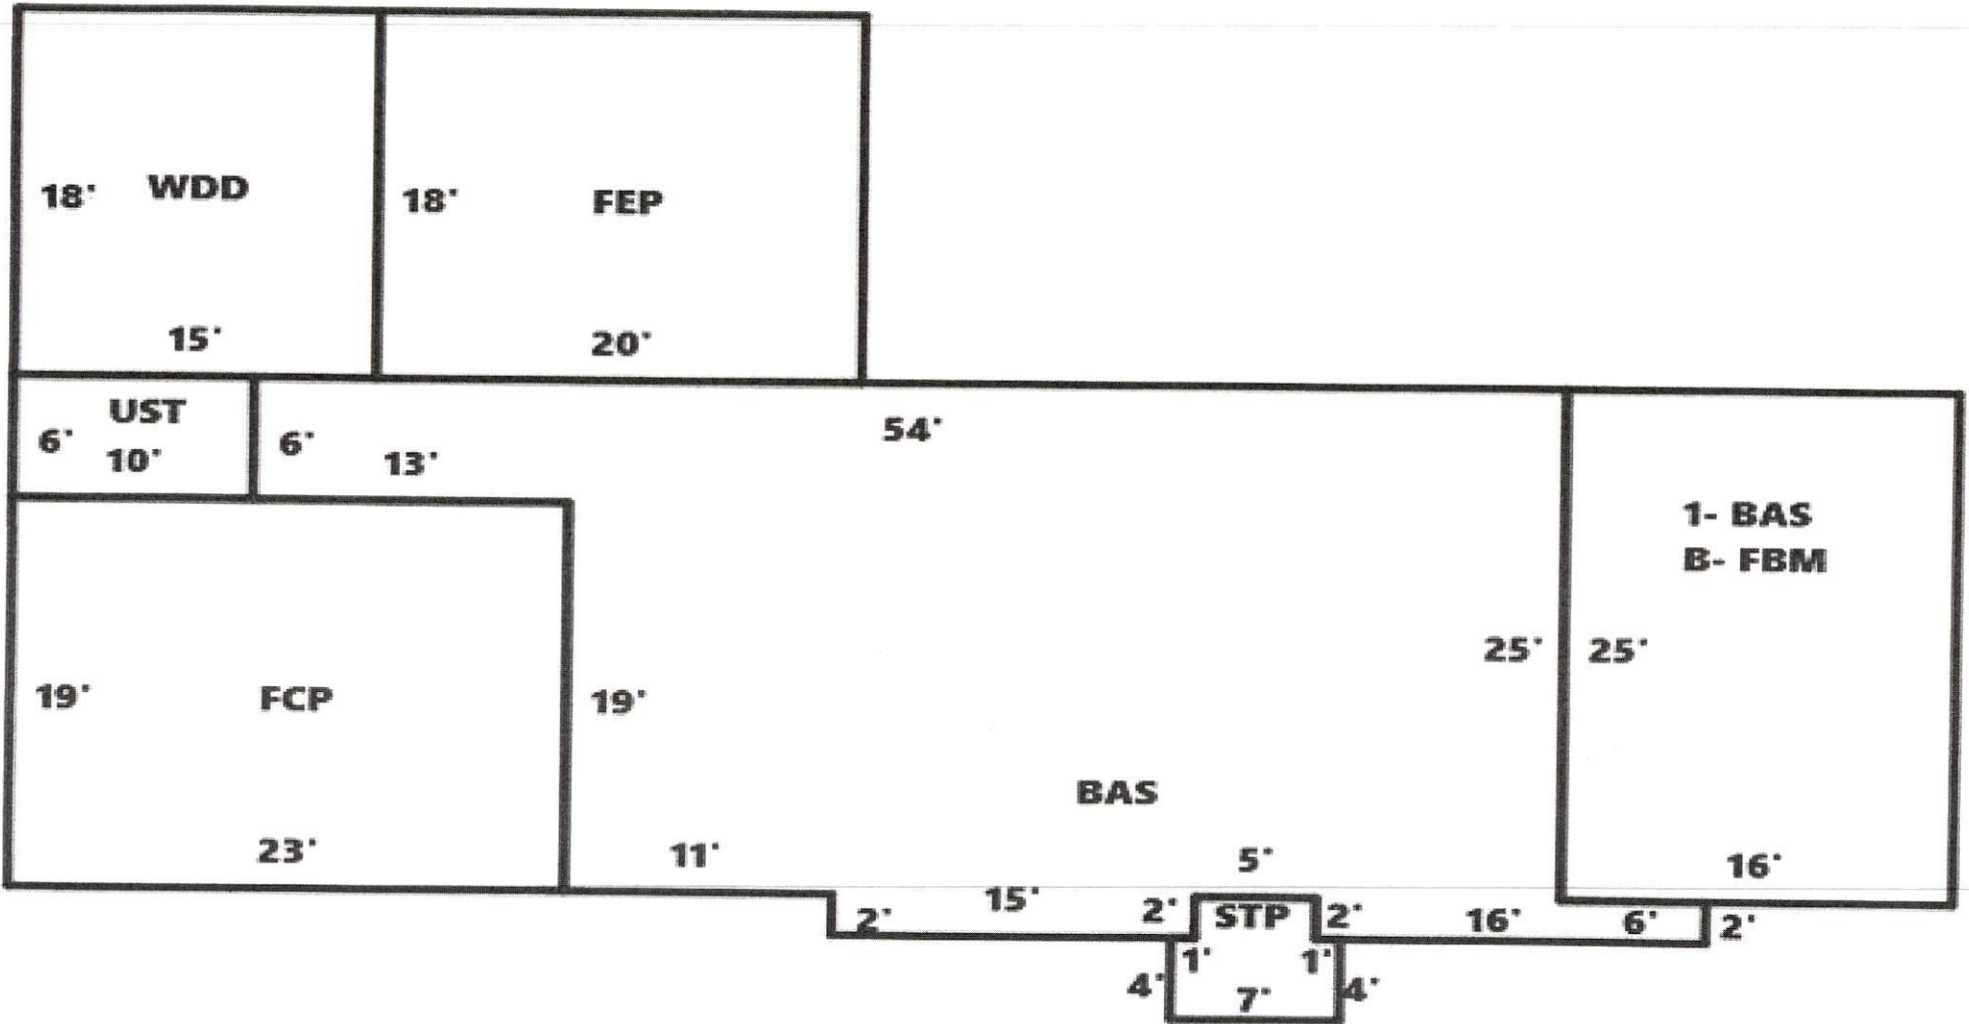 18' WDD
18' FEP
15'
20'
UST
6' 10'
6' 13'
54'
1- BAS
B- FBM
25' 25'
19' FCP
19'
BAS
23'
11'
5'
16'
15'
2'
2' STP 2'
16' 6' 2'
1' 1'
4' 7' 4'